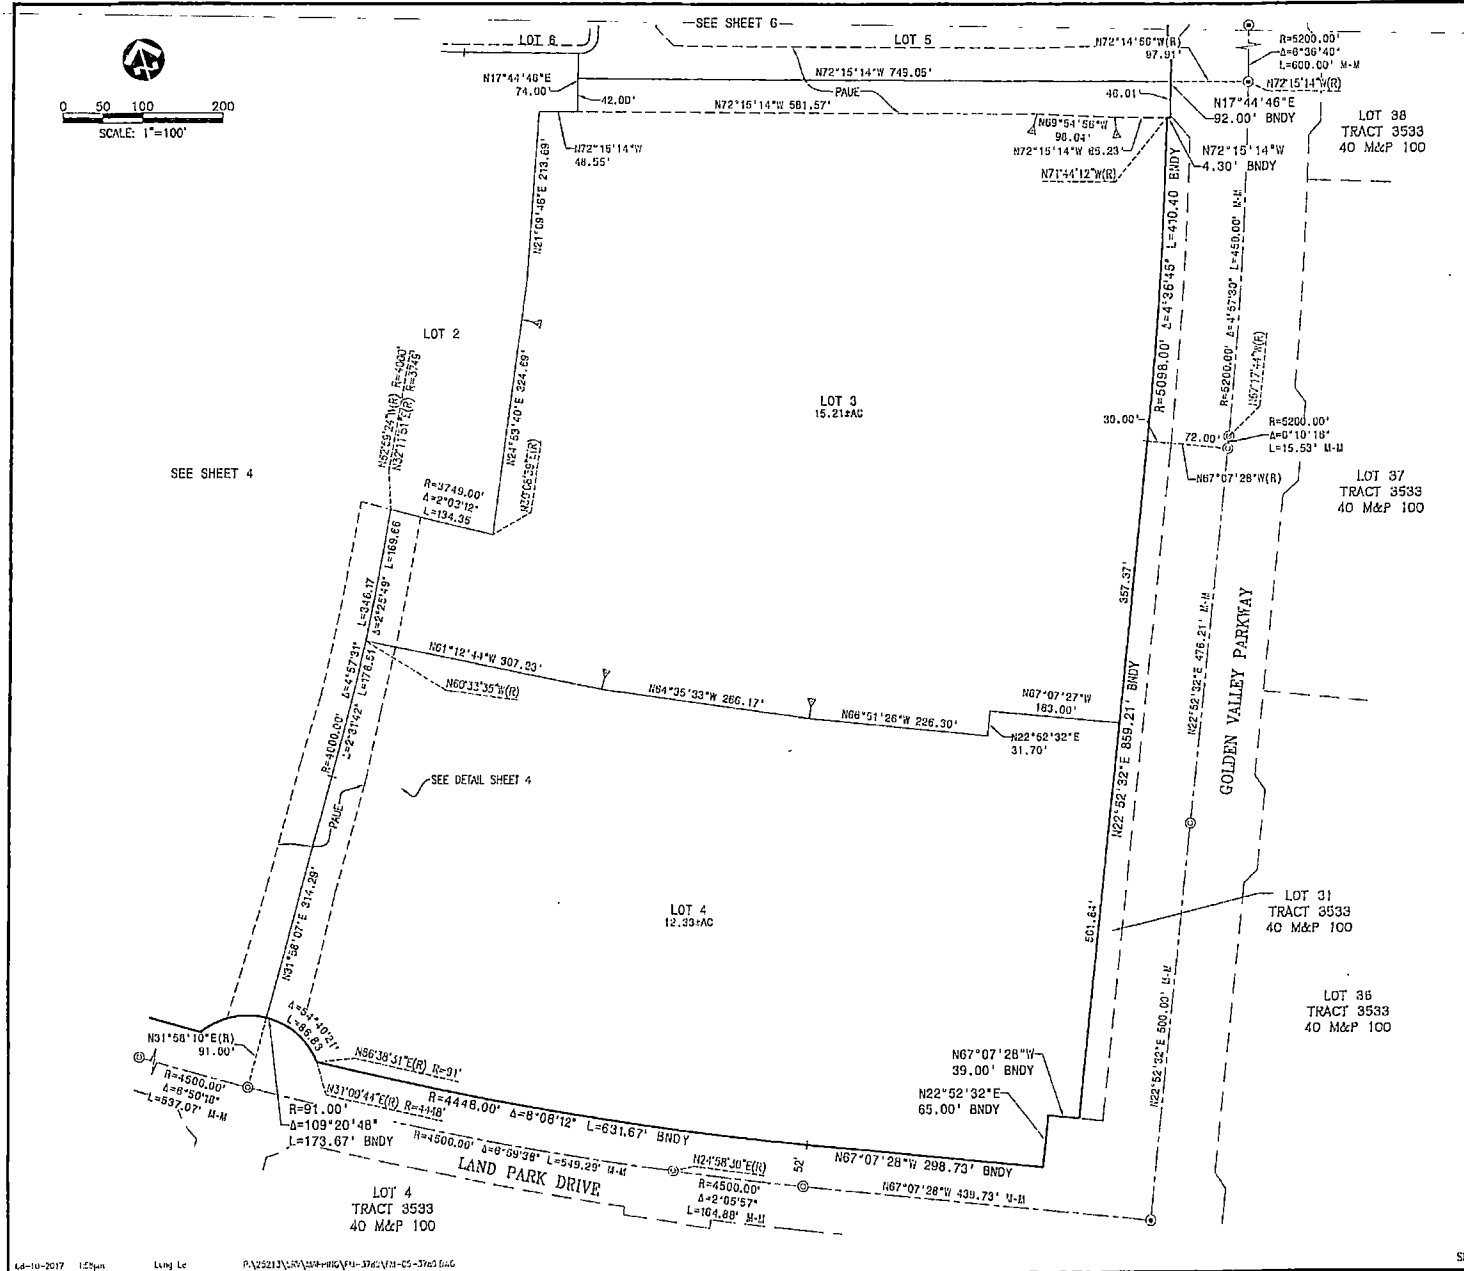 SEE SHEET 6
LOT 6
LOT 5
N72°14'56"W(R)
97.91'
R=5200.00'
Δ=6°36'40"
L=600.00' M-M
N72°15'14"W(R)
N17°44'46"E
74.00'
N72°15'14"W 749.05'
PAUE
42.00'
N72°15'14"W 581.57'
46.01'
N17°44'46"E
92.00' BNDY
0 50 100 200
SCALE: 1"=100'
N69°54'56"W
98.04'
N72°15'14"W 65.23'
N71°44'12"W(R)
N72°15'14"W
4.30' BNDY
N72°15'14"W
48.55'
LOT 38
TRACT 3533
40 M&P 100
N21°09'46"E 213.69'
R=5098.00' Δ=4°36'45" L=410.40 BNDY
R=5200.00' Δ=4°57'30" L=450.00' M-M
LOT 2
LOT 3
15.21±AC
N62°59'24"W(R) R=4000'
N32°11'51"E(R) R=3749'
N24°53'40"E 324.69'
N67°17'44"W(R)
30.00'
72.00'
R=5200.00'
Δ=0°10'16"
L=15.53' M-M
N67°07'28"W(R)
SEE SHEET 4
R=3749.00'
Δ=2°03'12"
L=134.35
LOT 37
TRACT 3533
40 M&P 100
L=346.17
Δ=2°25'49" L=169.66
R=4000.00' Δ=4°57'31"
Δ=2°31'42" L=176.51
357.37'
N61°12'44"W 307.23'
N60°33'35"W(R)
N64°35'33"W 266.17'
N66°51'26"W 226.30'
N67°07'27"W
163.00'
N22°52'32"E
31.70'
N22°52'32"E 859.21' BNDY
N22°52'32"E 476.21' M-M
GOLDEN VALLEY PARKWAY
SEE DETAIL SHEET 4
PAUE
N31°58'07"E 314.29'
LOT 4
12.33±AC
501.84'
LOT 31
TRACT 3533
40 M&P 100
LOT 36
TRACT 3533
40 M&P 100
N22°52'32"E 500.00' M-M
Δ=54°40'21"
L=86.83
N31°58'10"E(R)
91.00'
N86°38'31"E(R) R=91'
N31°00'44"E(R) R=4448'
R=4500.00'
Δ=6°50'18"
L=537.07' M-M
R=91.00'
Δ=109°20'48"
L=173.67' BNDY
R=4448.00' Δ=8°08'12" L=631.67' BNDY
R=4500.00' Δ=6°59'38" L=549.29' M-M
N67°07'28"W
39.00' BNDY
N22°52'32"E
65.00' BNDY
LAND PARK DRIVE
N24°58'30"E(R)
52'
R=4500.00'
Δ=2°05'57"
L=164.88' M-M
N67°07'28"W 298.73' BNDY
N67°07'28"W 439.73' M-M
LOT 4
TRACT 3533
40 M&P 100